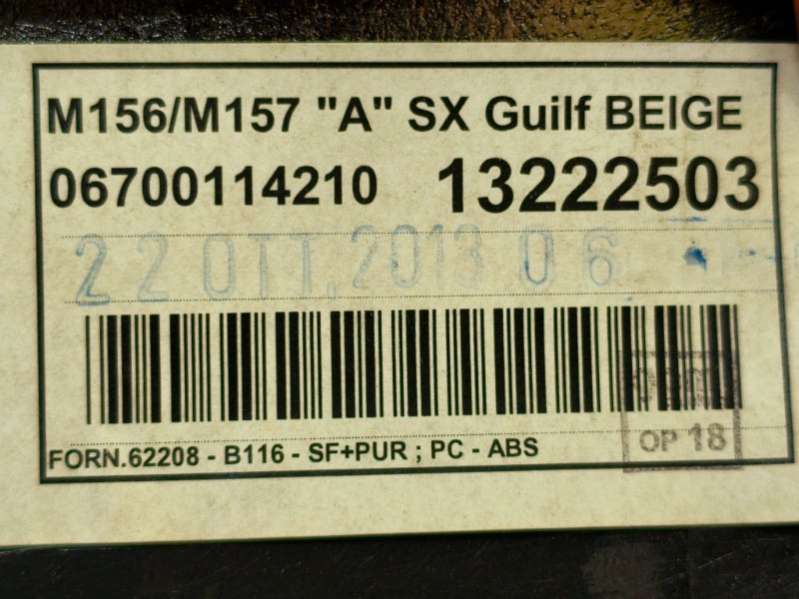 M156/M157 "A" SX Guilf BEIGE
06700114210 13222503
22 OTT.2013 06
FORN.62208 - B116 - SF+PUR ; PC - ABS
OP 18